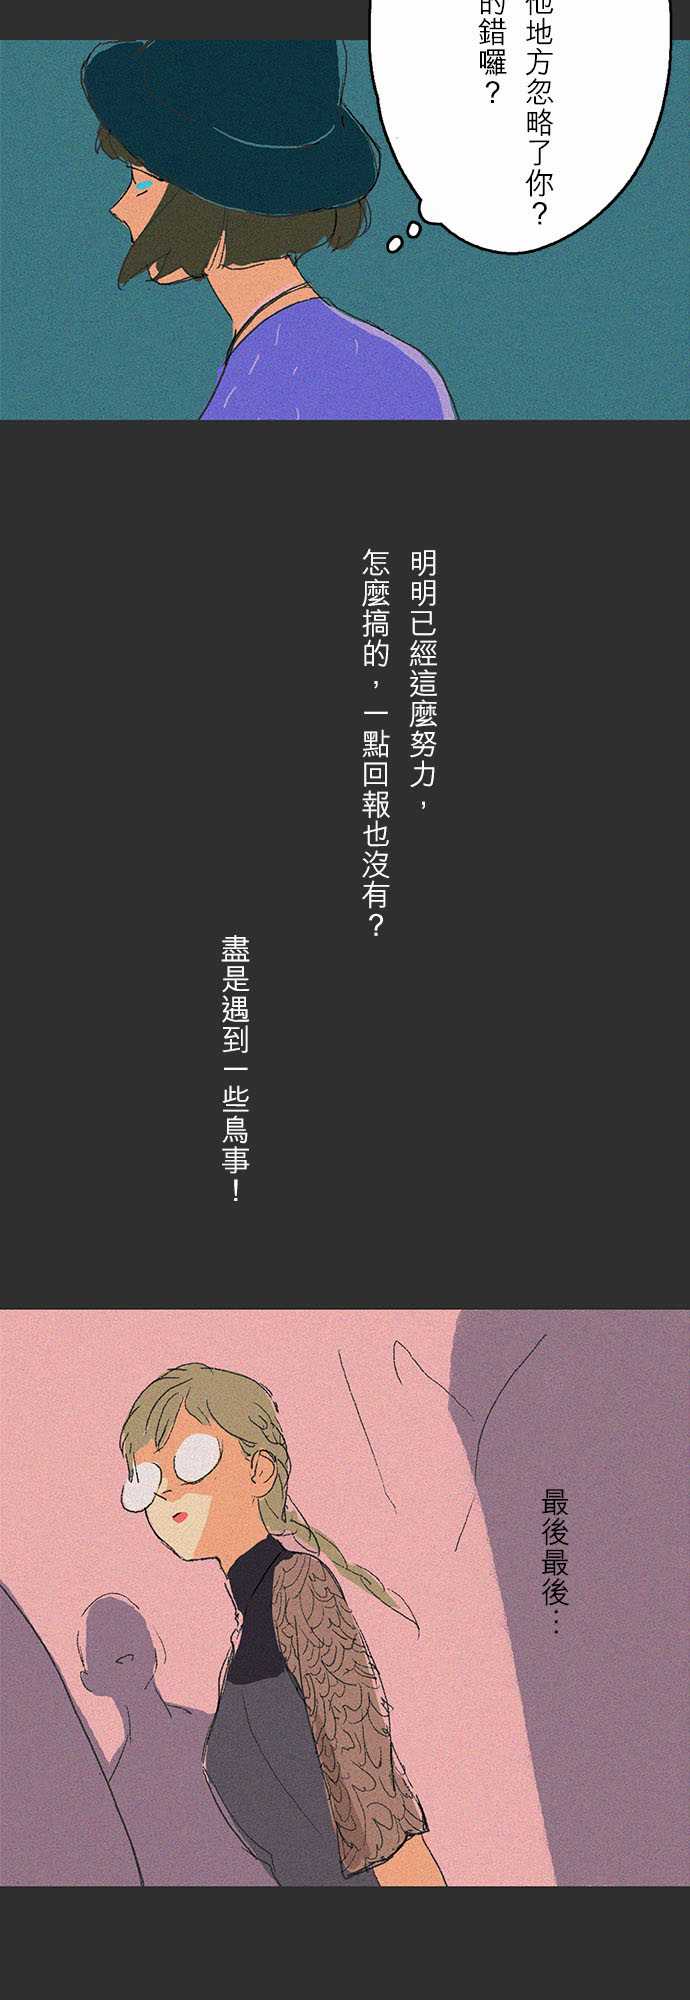 他地方忽略了你？
的錯囉？
明明已經這麼努力，
怎麼搞的，一點回報也沒有？
盡是遇到一些鳥事！
最後最後…